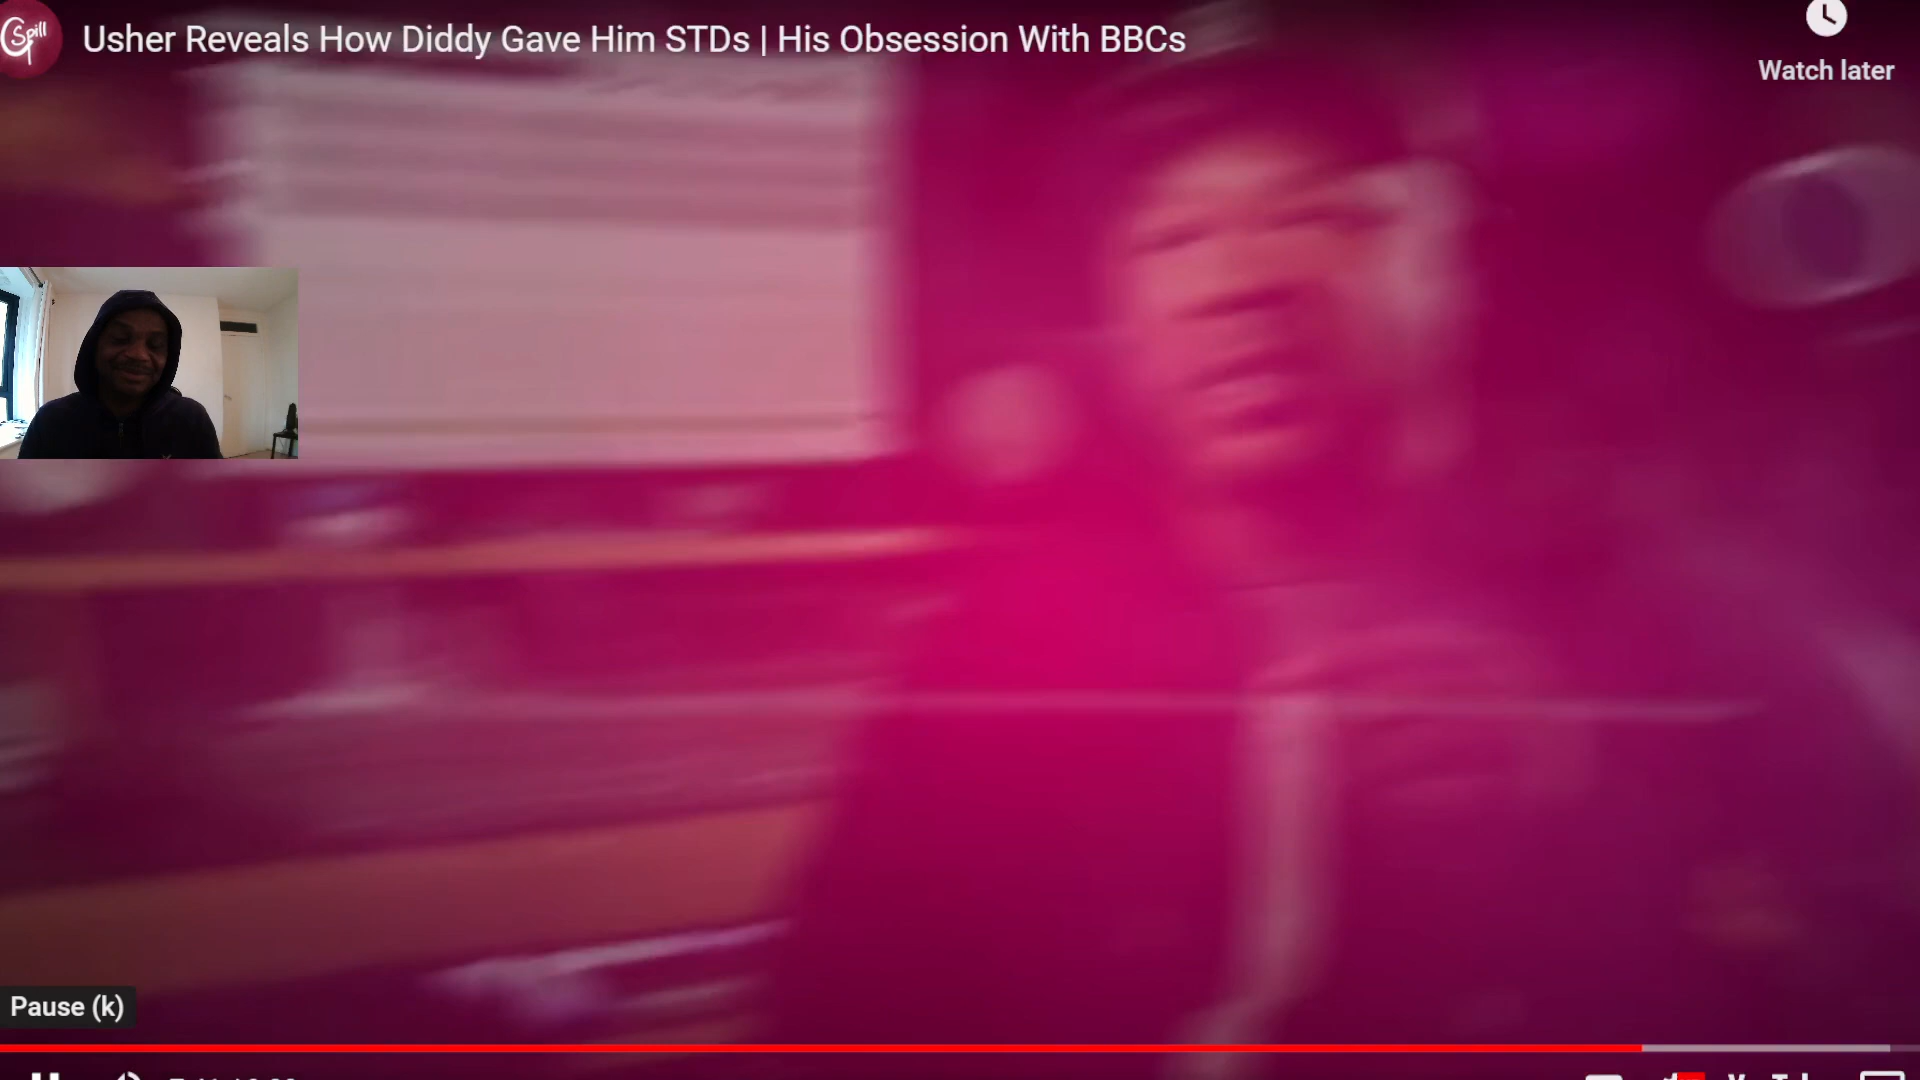 Spill
Usher Reveals How Diddy Gave Him STDs | His Obsession With BBCs
Watch later
Pause (k)